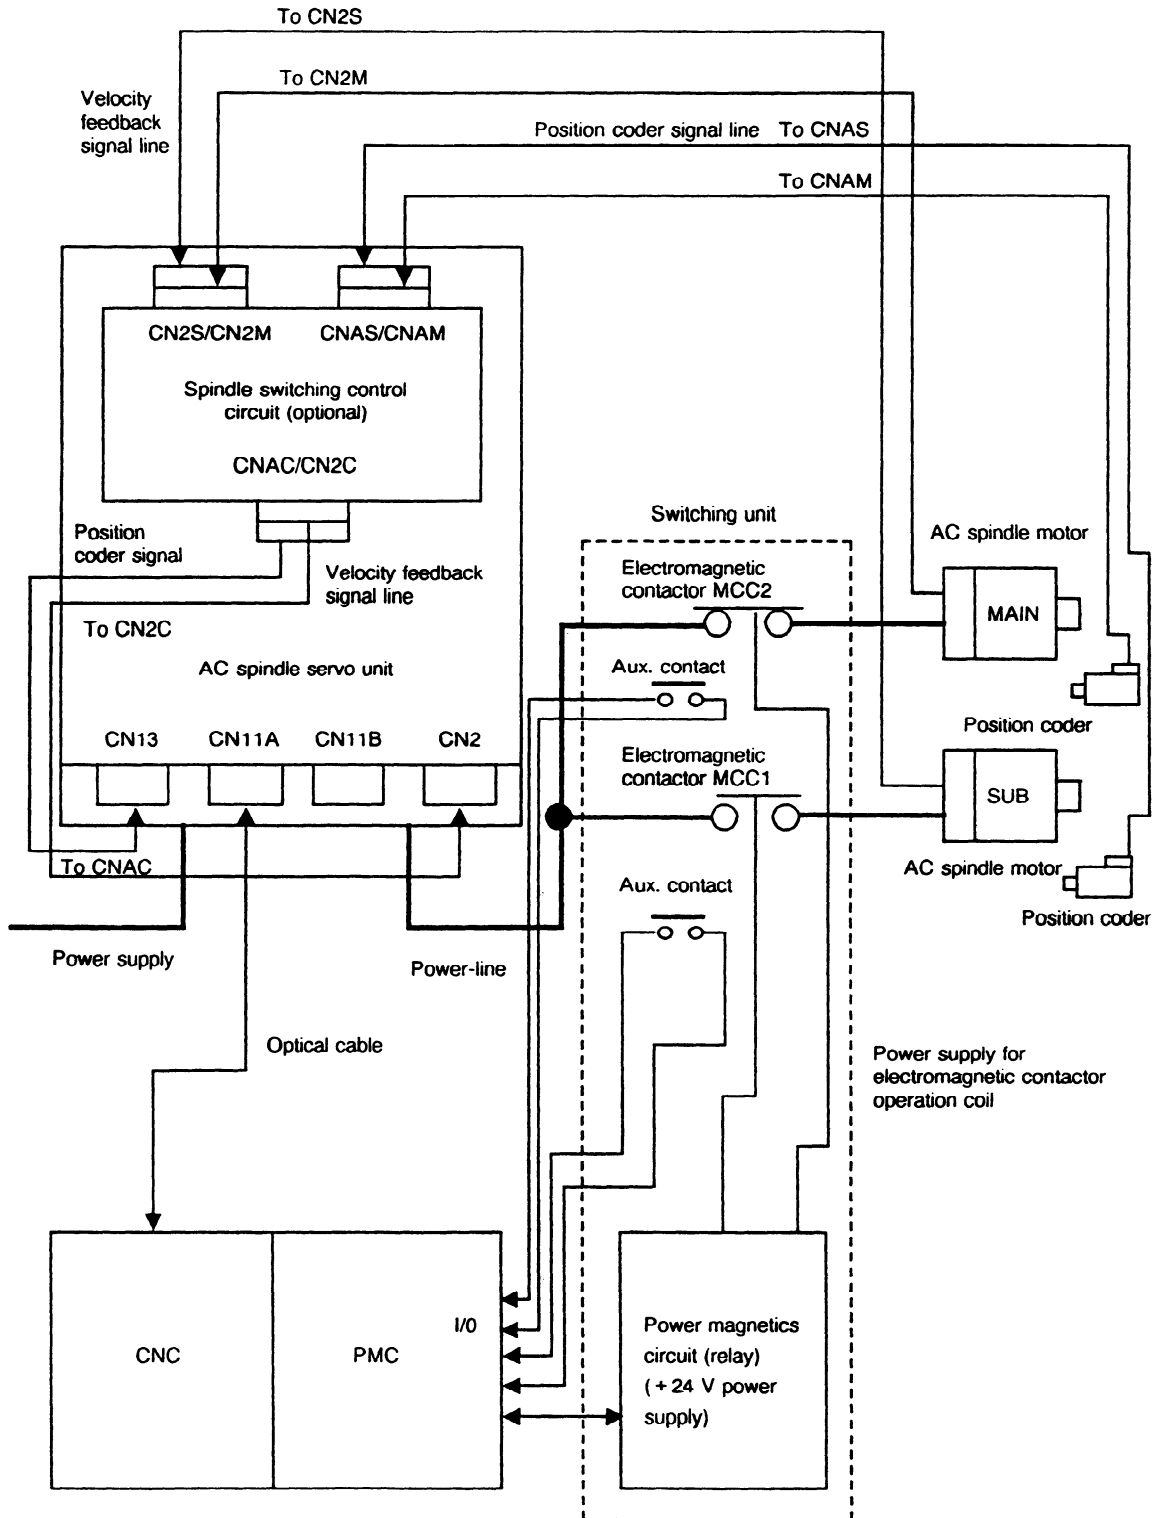 To CN2S
To CN2M
Velocity
feedback
signal line
Position coder signal line To CNAS
To CNAM
CN2S/CN2M
CNAS/CNAM
Spindle switching control
circuit (optional)
CNAC/CN2C
Position
coder signal
Velocity feedback
signal line
To CN2C
AC spindle servo unit
CN13
CN11A
CN11B
CN2
To CNAC
Power supply
Power-line
Optical cable
Switching unit
Electromagnetic
contactor MCC2
Aux. contact
Electromagnetic
contactor MCC1
Aux. contact
AC spindle motor
MAIN
Position coder
SUB
AC spindle motor
Position coder
Power supply for
electromagnetic contactor
operation coil
CNC
PMC
I/0
Power magnetics
circuit (relay)
(+24 V power
supply)